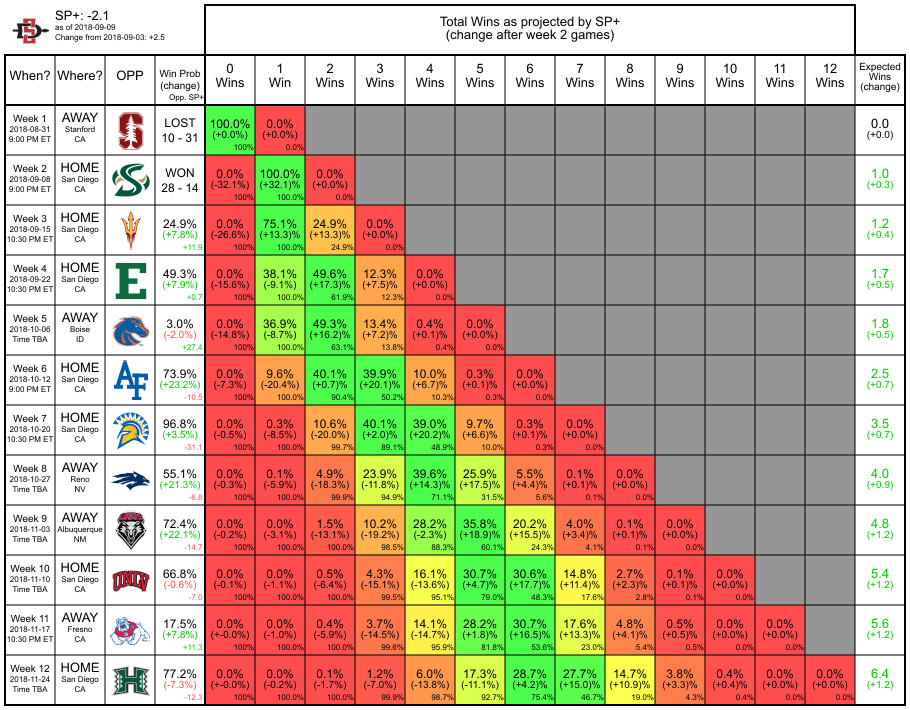 SP+: -2.1
as of 2018-09-09
Change from 2018-09-03: +2.5
Total Wins as projected by SP+
(change after week 2 games)
When? Where? OPP Win Prob (change) Opp. SP+ 0 Wins 1 Win 2 Wins 3 Wins 4 Wins 5 Wins 6 Wins 7 Wins 8 Wins 9 Wins 10 Wins 11 Wins 12 Wins Expected Wins (change)
Week 1 AWAY LOST 100.0% 0.0% 0.0
2018-08-31 Stanford 10 - 31 (+0.0%) (+0.0%) (+0.0)
9:00 PM ET CA 100% 0.0%
Week 2 HOME WON 0.0% 100.0% 0.0% 1.0
2018-09-08 San Diego 28 - 14 (-32.1%) (+32.1)% (+0.0%) (+0.3)
9:00 PM ET CA 100% 100% 0.0%
Week 3 HOME 24.9% 0.0% 75.1% 24.9% 0.0% 1.2
2018-09-15 San Diego (+7.8%) (-26.6%) (+13.3)% (+13.3%) (+0.0%) (+0.4)
10:30 PM ET CA +11.9 100% 100.0% 24.9% 0.0%
Week 4 HOME E 49.3% 0.0% 38.1% 49.6% 12.3% 0.0% 1.7
2018-09-22 San Diego (+7.9%) (-15.6%) (-9.1%) (+17.3)% (+7.5)% (+0.0%) (+0.5)
10:30 PM ET CA +0.7 100% 100.0% 61.9% 12.3% 0.0%
Week 5 AWAY 3.0% 0.0% 36.9% 49.3% 13.4% 0.4% 0.0% 1.8
2018-10-06 Boise (-2.0%) (-14.8%) (-8.7%) (+16.2)% (+7.2)% (+0.1%) (+0.0%) (+0.5)
Time TBA ID +27.4 100% 100.0% 63.1% 13.8% 0.4% 0.0%
Week 6 HOME AF 73.9% 0.0% 9.6% 40.1% 39.9% 10.0% 0.3% 0.0% 2.5
2018-10-12 San Diego (+23.2%) (-7.3%) (-20.4%) (+0.7)% (+20.1)% (+6.7%) (+0.1)% (+0.0%) (+0.7)
9:00 PM ET CA -10.5 100% 100.0% 90.4% 50.2% 10.3% 0.3% 0.0%
Week 7 HOME 96.8% 0.0% 0.3% 10.6% 40.1% 39.0% 9.7% 0.3% 0.0% 3.5
2018-10-20 San Diego (+3.5%) (-0.5%) (-8.5%) (-20.0%) (+2.0)% (+20.2)% (+6.6%) (+0.1%) (+0.0%) (+0.7)
10:30 PM ET CA -31.1 100% 100% 99.7% 89.1% 48.9% 10.0% 0.3% 0.0%
Week 8 AWAY 55.1% 0.0% 0.1% 4.9% 23.9% 39.6% 25.9% 5.5% 0.1% 0.0% 4.0
2018-10-27 Reno (+21.3%) (-0.3%) (-5.9%) (-18.3%) (-11.8%) (+14.3)% (+17.5)% (+4.4%) (+0.1)% (+0.0%) (+0.9)
Time TBA NV -6.8 100% 100.0% 99.9% 94.9% 71.1% 31.5% 5.6% 0.1% 0.0%
Week 9 AWAY 72.4% 0.0% 0.0% 1.5% 10.2% 28.2% 35.8% 20.2% 4.0% 0.1% 0.0% 4.8
2018-11-03 Albuquerque (+22.1%) (-0.2%) (-3.1%) (-13.1%) (-19.2%) (-2.3%) (+18.9)% (+15.5)% (+3.4%) (+0.1%) (+0.0%) (+1.2)
Time TBA NM -14.7 100% 100% 100.0% 98.5% 88.3% 60.1% 24.3% 4.1% 0.1% 0.0%
Week 10 HOME UNLV 66.8% 0.0% 0.0% 0.5% 4.3% 16.1% 30.7% 30.6% 14.8% 2.7% 0.1% 0.0% 5.4
2018-11-10 San Diego (-0.6%) (-0.1%) (-1.1%) (-6.4%) (-15.1%) (-13.6%) (+4.7)% (+17.7)% (+11.4)% (+2.3%) (+0.1%) (+0.0%) (+1.2)
Time TBA CA -7.0 100% 100% 100.0% 99.5% 95.1% 79.0% 48.3% 17.6% 2.8% 0.1% 0.0%
Week 11 AWAY 17.5% 0.0% 0.0% 0.4% 3.7% 14.1% 28.2% 30.7% 17.6% 4.8% 0.5% 0.0% 0.0% 5.6
2018-11-17 Fresno (+7.8%) (+-0.0%) (-1.0%) (-5.9%) (-14.5%) (-14.7%) (+1.8)% (+16.5)% (+13.3)% (+4.1%) (+0.5%) (+0.0%) (+0.0%) (+1.2)
10:30 PM ET CA +11.3 100% 100% 100.0% 99.6% 95.9% 81.8% 53.6% 23.0% 5.4% 0.5% 0.0% 0.0%
Week 12 HOME H 77.2% 0.0% 0.0% 0.1% 1.2% 6.0% 17.3% 28.7% 27.7% 14.7% 3.8% 0.4% 0.0% 0.0% 6.4
2018-11-24 San Diego (-7.3%) (+-0.0%) (-0.2%) (-1.7%) (-7.0%) (-13.8%) (-11.1%) (+4.2)% (+15.0)% (+10.9)% (+3.3%) (+0.4%) (+0.0%) (+0.0%) (+1.2)
Time TBA CA -12.3 100% 100% 100.0% 99.9% 98.7% 92.7% 75.4% 46.7% 19.0% 4.3% 0.4% 0.0% 0.0%